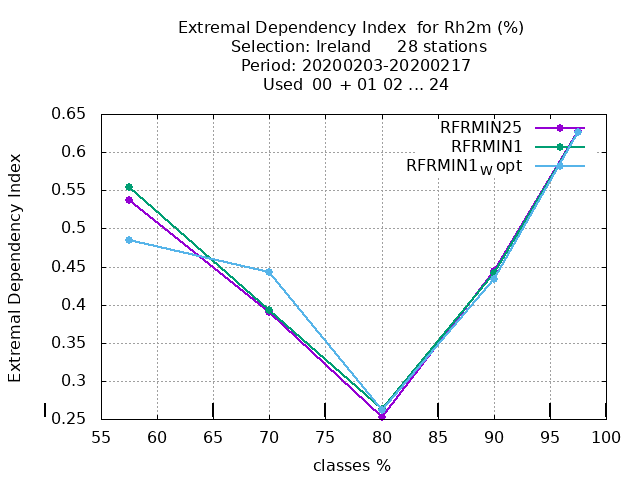 Extremal Dependency Index  for Rh2m (%)
Selection: Ireland     28 stations
Period: 20200203-20200217
Used  00 + 01 02 ... 24
RFRMIN25
RFRMIN1
RFRMIN1W opt
Extremal Dependency Index
0.65
0.6
0.55
0.5
0.45
0.4
0.35
0.3
0.25
55 60 65 70 75 80 85 90 95 100
classes %